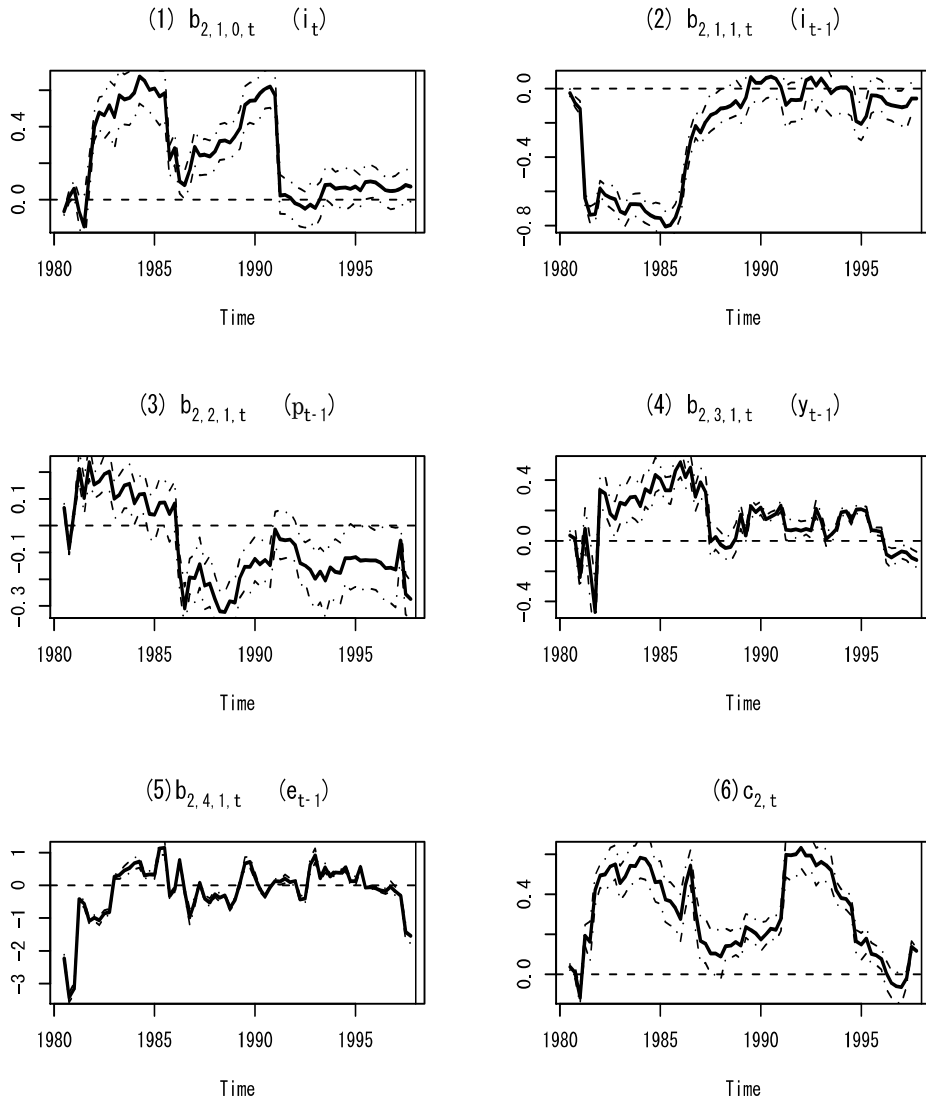 (1) b2,1,0,t (it)
(2) b2,1,1,t (it-1)
0.0 0.4
-0.8 -0.4 0.0
1980 1985 1990 1995
1980 1985 1990 1995
Time
Time
(3) b2,2,1,t (pt-1)
(4) b2,3,1,t (yt-1)
-0.3 -0.1 0.1
-0.4 0.0 0.4
1980 1985 1990 1995
1980 1985 1990 1995
Time
Time
(5) b2,4,1,t (et-1)
(6) c2,t
-3 -2 -1 0 1
0.0 0.4
1980 1985 1990 1995
1980 1985 1990 1995
Time
Time